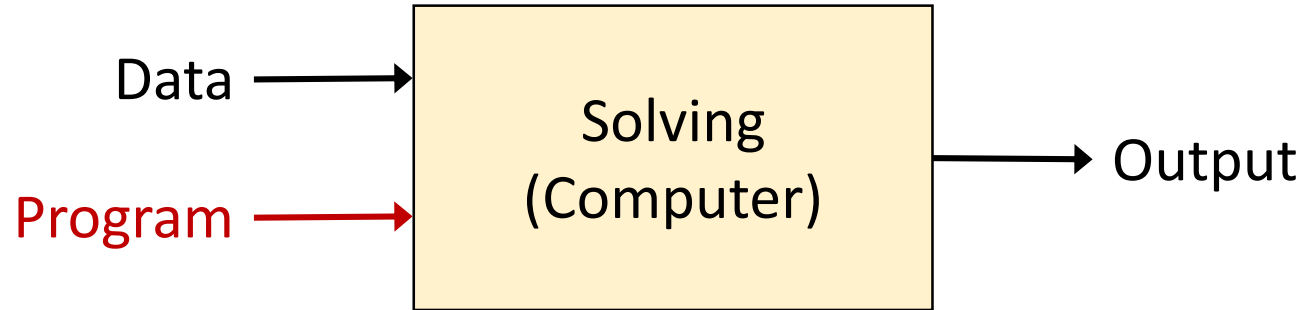 Data
Program
Solving
(Computer)
Output